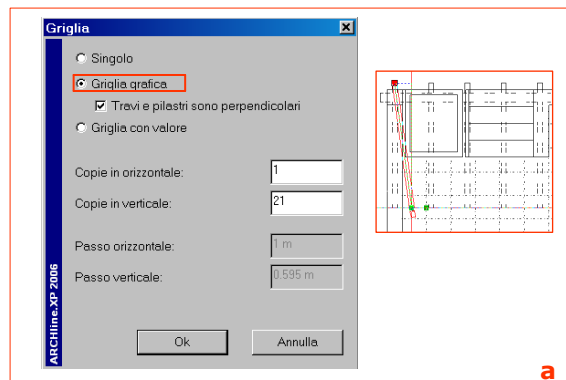 Griglia
Singolo
Griglia grafica
Travi e pilastri sono perpendicolari
Griglia con valore
Copie in orizzontale: 1
Copie in verticale: 21
Passo orizzontale: 1 m
Passo verticale: 0.595 m
Ok Annulla
ARCHline.XP 2006
a